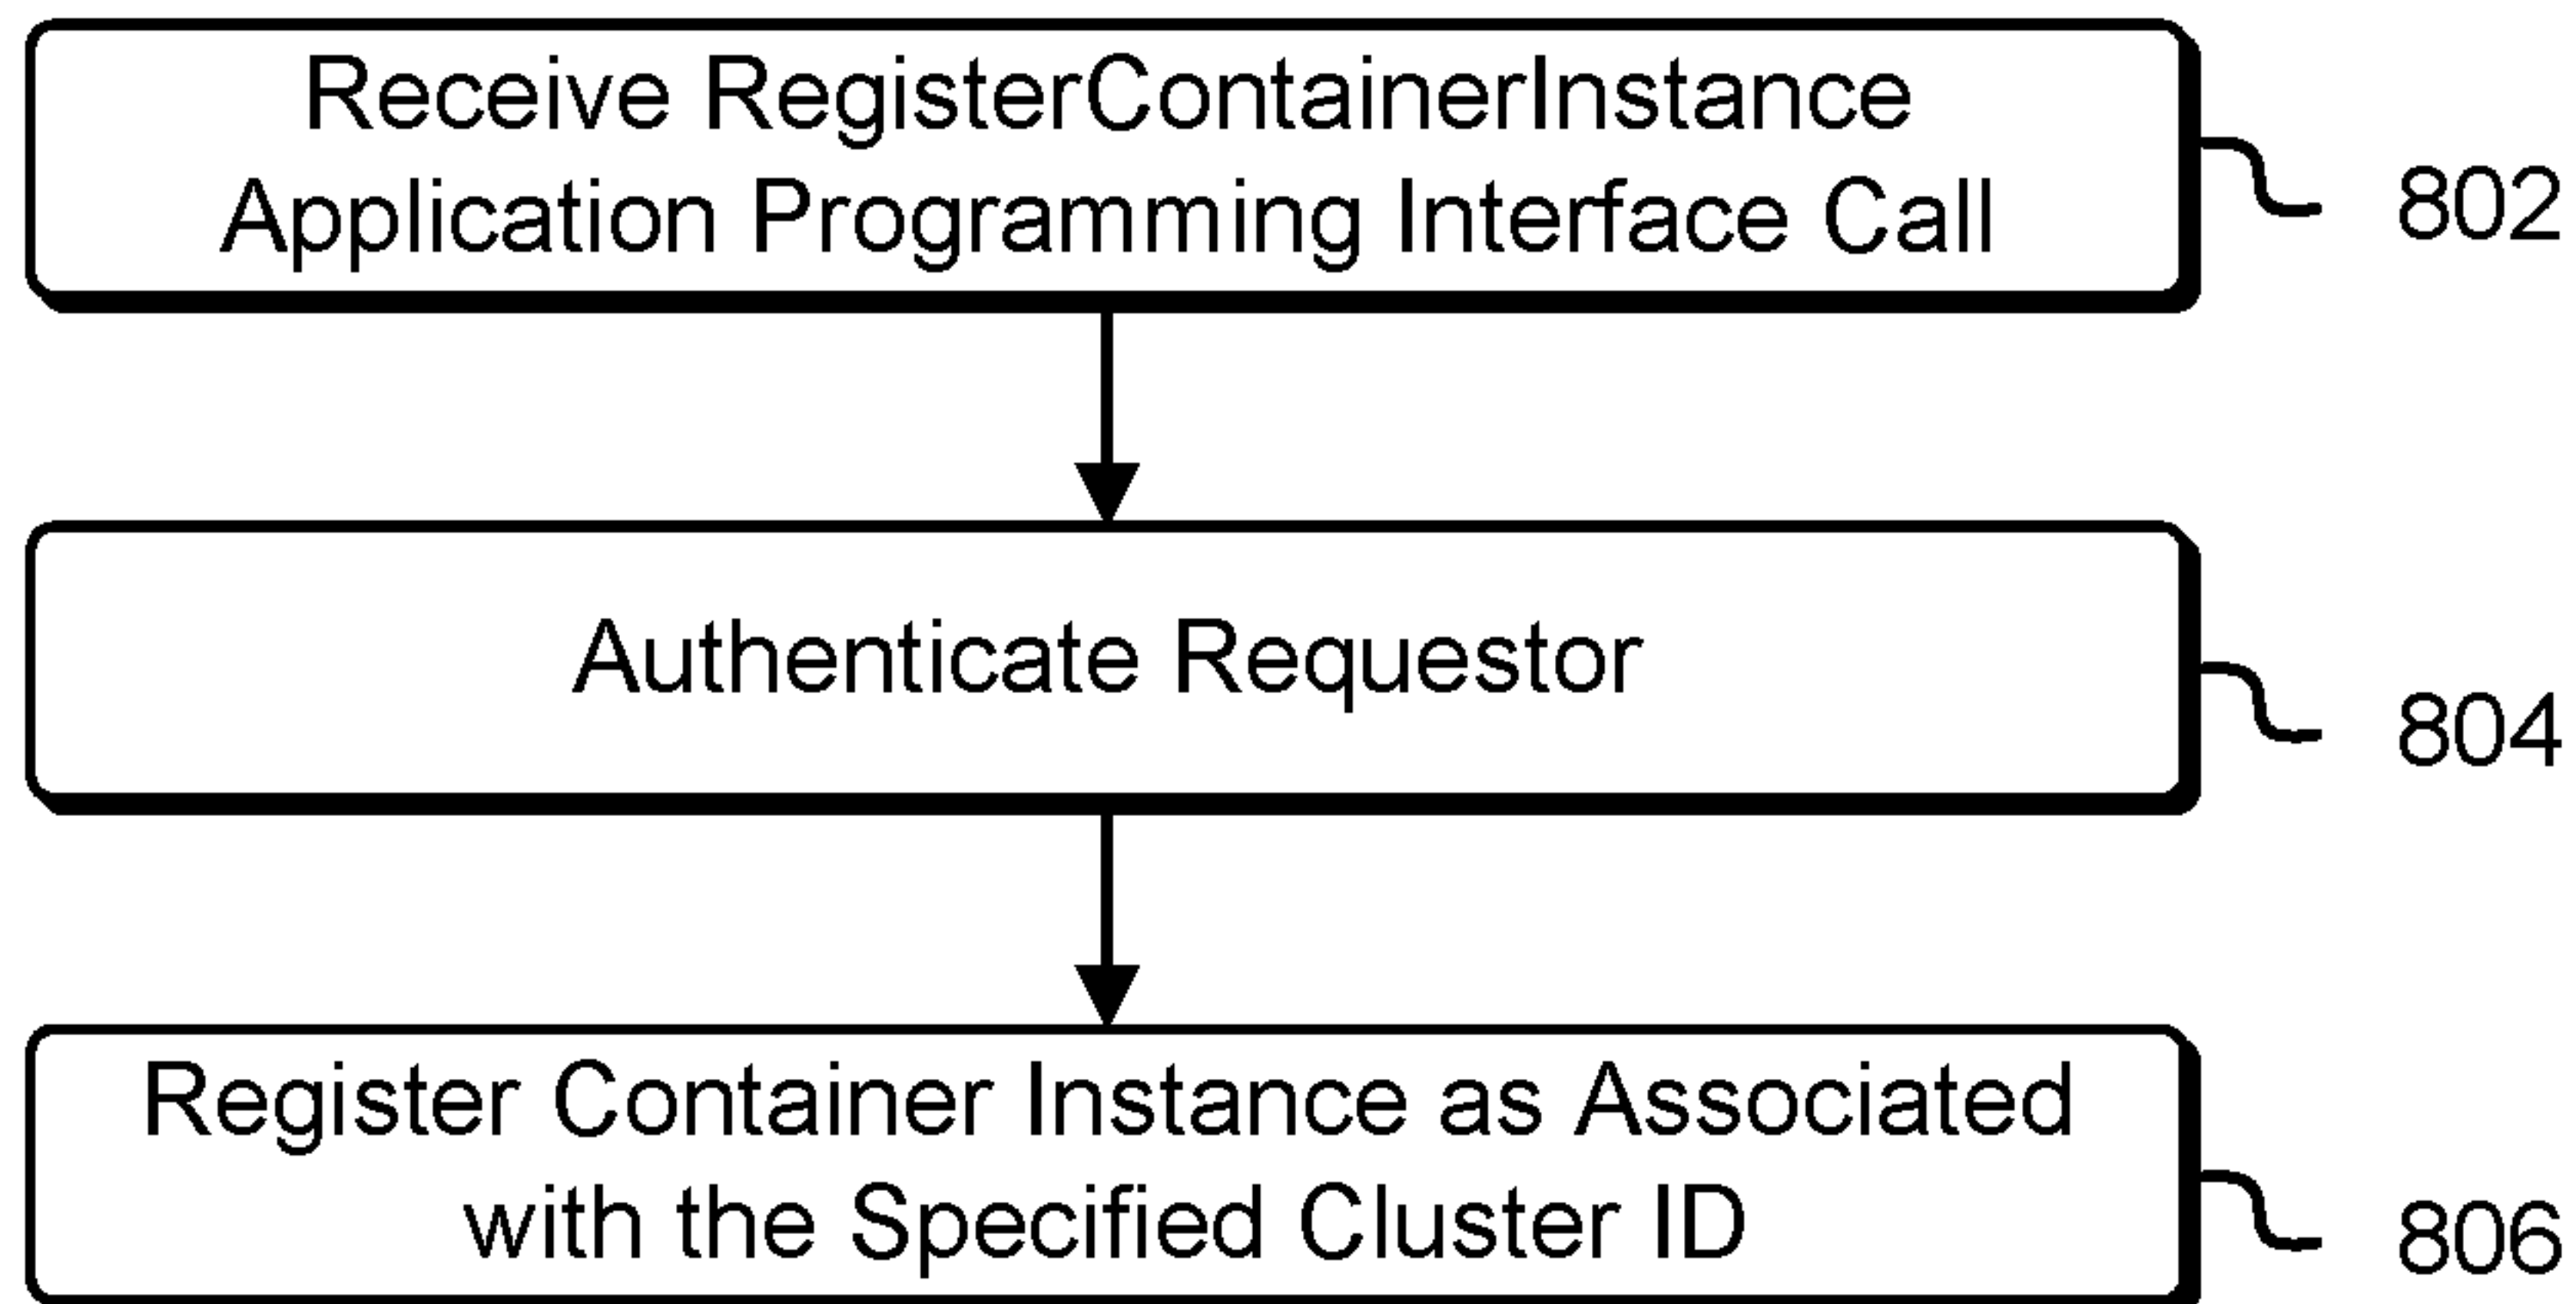 Receive RegisterContainerInstance
Application Programming Interface Call
802
Authenticate Requestor
804
Register Container Instance as Associated
with the Specified Cluster ID
806